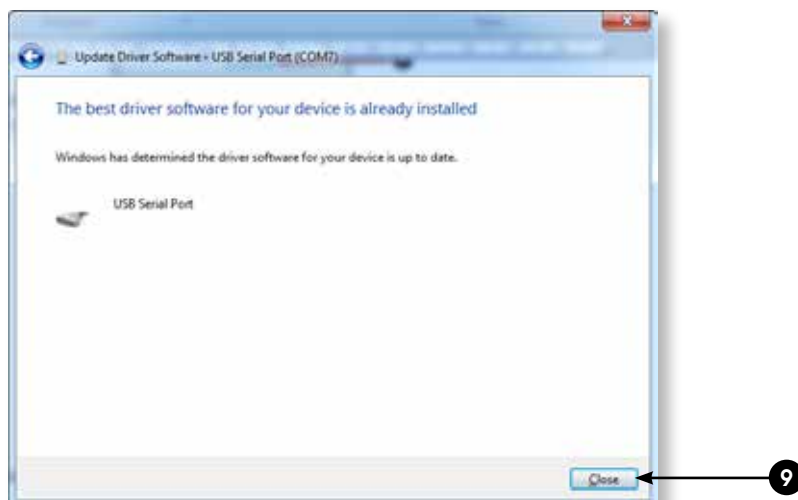 Update Driver Software - USB Serial Port (COM7)
The best driver software for your device is already installed
Windows has determined the driver software for your device is up to date.
USB Serial Port
Close
9